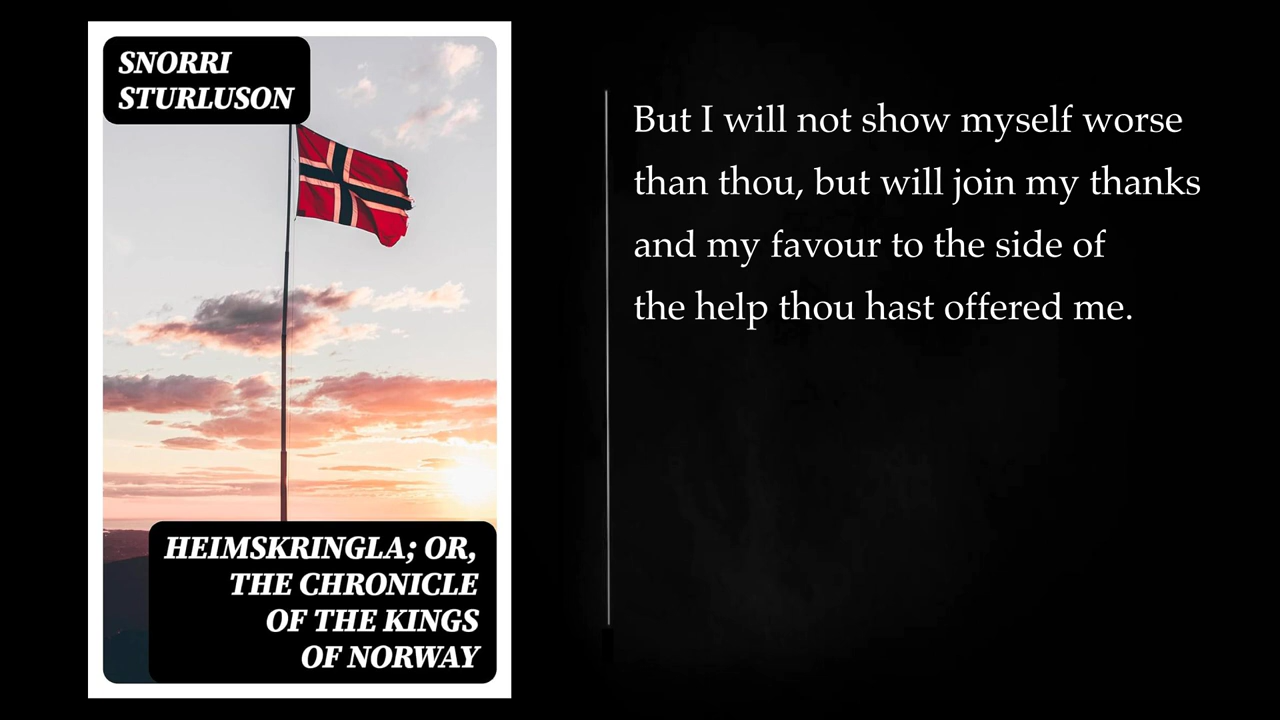 SNORRI
STURLUSON
HEIMSKRINGLA; OR,
THE CHRONICLE
OF THE KINGS
OF NORWAY
But I will not show myself worse
than thou, but will join my thanks
and my favour to the side of
the help thou hast offered me.